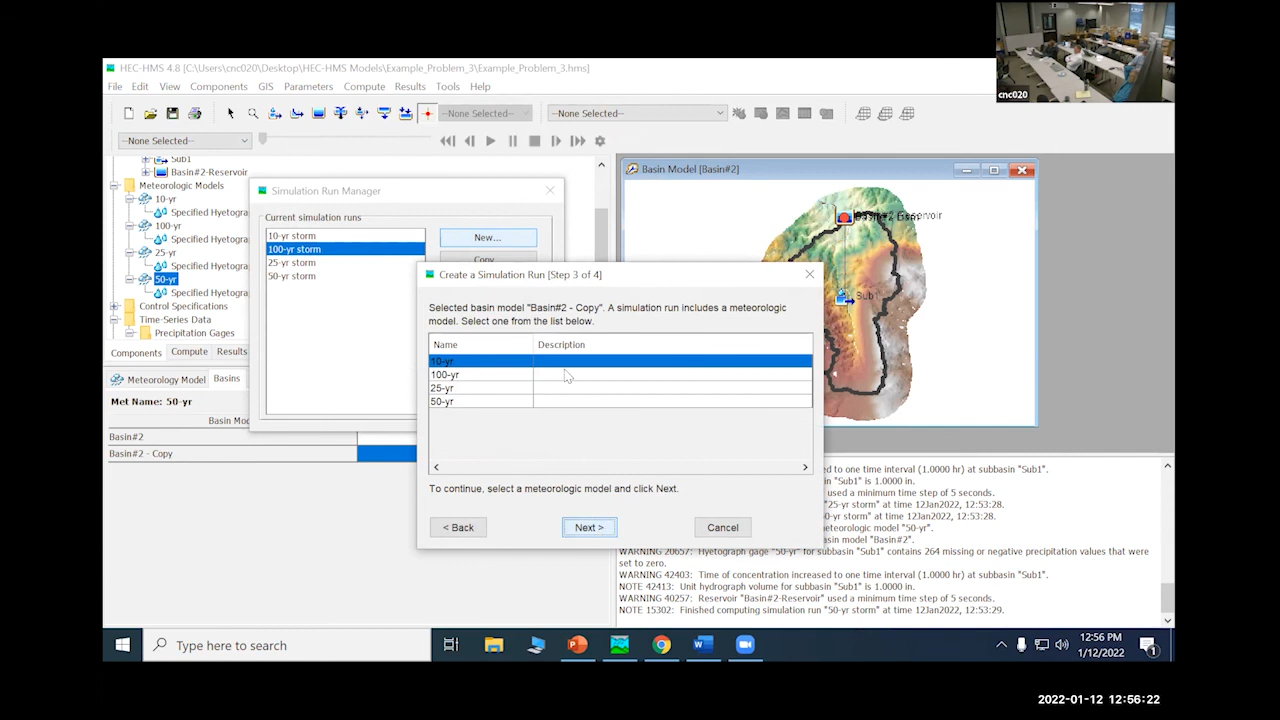 HEC-HMS 4.8 [C:\Users\cnc020\Desktop\HEC-HMS Models\Example_Problem_3\Example_Problem_3.hms]
File Edit View Components GIS Parameters Compute Results Tools Help
--None Selected-- --None Selected--
--None Selected--
cnc020
Sub1
Basin#2-Reservoir
Meteorologic Models
10-yr
Specified Hyetogra
100-yr
Specified Hyetogra
25-yr
Specified Hyetogra
50-yr
Specified Hyetogra
Control Specifications
Time-Series Data
Precipitation Gages
Components Compute Results
Meteorology Model Basins
Met Name: 50-yr
Basin Mod
Basin#2
Basin#2 - Copy
Simulation Run Manager
Current simulation runs
10-yr storm
100-yr storm
25-yr storm
50-yr storm
New...
Copy
Create a Simulation Run [Step 3 of 4]
Selected basin model "Basin#2 - Copy". A simulation run includes a meteorologic
model. Select one from the list below.
Name Description
10-yr
100-yr
25-yr
50-yr
To continue, select a meteorologic model and click Next.
< Back Next > Cancel
Basin Model [Basin#2]
Reservoir
Sub1
ed to one time interval (1.0000 hr) at subbasin "Sub1".
n "Sub1" is 1.0000 in.
used a minimum time step of 5 seconds.
"25-yr storm" at time 12Jan2022, 12:53:28.
0-yr storm" at time 12Jan2022, 12:53:28.
orologic model "50-yr".
asin model "Basin#2".
WARNING 20657: Hyetograph gage "50-yr" for subbasin "Sub1" contains 264 missing or negative precipitation values that were
set to zero.
WARNING 42403: Time of concentration increased to one time interval (1.0000 hr) at subbasin "Sub1".
NOTE 42413: Unit hydrograph volume for subbasin "Sub1" is 1.0000 in.
WARNING 40257: Reservoir "Basin#2-Reservoir" used a minimum time step of 5 seconds.
NOTE 15302: Finished computing simulation run "50-yr storm" at time 12Jan2022, 12:53:29.
Type here to search
12:56 PM
1/12/2022
1
2022-01-12 12:56:22